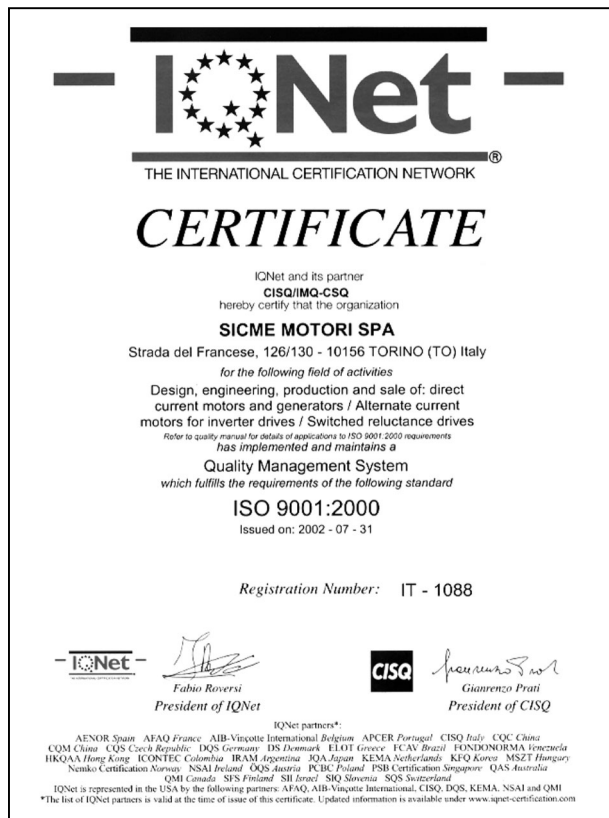 IQNet
®
THE INTERNATIONAL CERTIFICATION NETWORK
CERTIFICATE
IQNet and its partner
CISQ/IMQ-CSQ
hereby certify that the organization
SICME MOTORI SPA
Strada del Francese, 126/130 - 10156 TORINO (TO) Italy
for the following field of activities
Design, engineering, production and sale of: direct
current motors and generators / Alternate current
motors for inverter drives / Switched reluctance drives
Refer to quality manual for details of applications to ISO 9001:2000 requirements
has implemented and maintains a
Quality Management System
which fulfills the requirements of the following standard
ISO 9001:2000
Issued on: 2002 - 07 - 31
Registration Number: IT - 1088
IQNet
Fabio Roversi
President of IQNet
CISQ
Gianrenzo Prati
President of CISQ
IQNet partners*:
AENOR Spain AFAQ France AIB-Vinçotte International Belgium APCER Portugal CISQ Italy CQC China
CQM China CQS Czech Republic DQS Germany DS Denmark ELOT Greece FCAV Brazil FONDONORMA Venezuela
HKQAA Hong Kong ICONTEC Colombia IRAM Argentina JQA Japan KEMA Netherlands KFQ Korea MSZT Hungary
Nemko Certification Norway NSAI Ireland ÖQS Austria PCBC Poland PSB Certification Singapore QAS Australia
QMI Canada SFS Finland SII Israel SIQ Slovenia SQS Switzerland
IQNet is represented in the USA by the following partners: AFAQ, AIB-Vinçotte International, CISQ, DQS, KEMA, NSAI and QMI
*The list of IQNet partners is valid at the time of issue of this certificate. Updated information is available under www.iqnet-certification.com